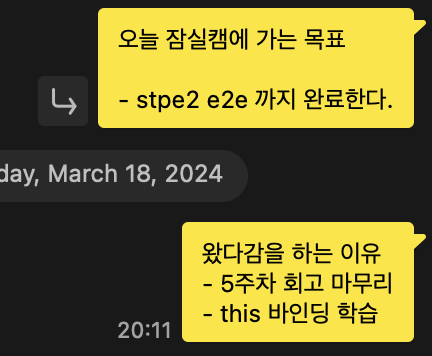 오늘 잠실캠에 가는 목표
- stpe2 e2e 까지 완료한다.
day, March 18, 2024
왔다감을 하는 이유
- 5주차 회고 마무리
- this 바인딩 학습
20:11